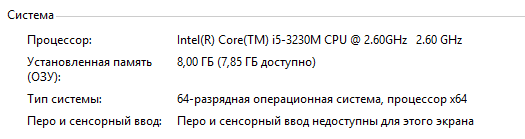 Система
Процессор: Intel(R) Core(TM) i5-3230M CPU @ 2.60GHz 2.60 GHz
Установленная память 8,00 ГБ (7,85 ГБ доступно)
(ОЗУ):
Тип системы: 64-разрядная операционная система, процессор x64
Перо и сенсорный ввод: Перо и сенсорный ввод недоступны для этого экрана